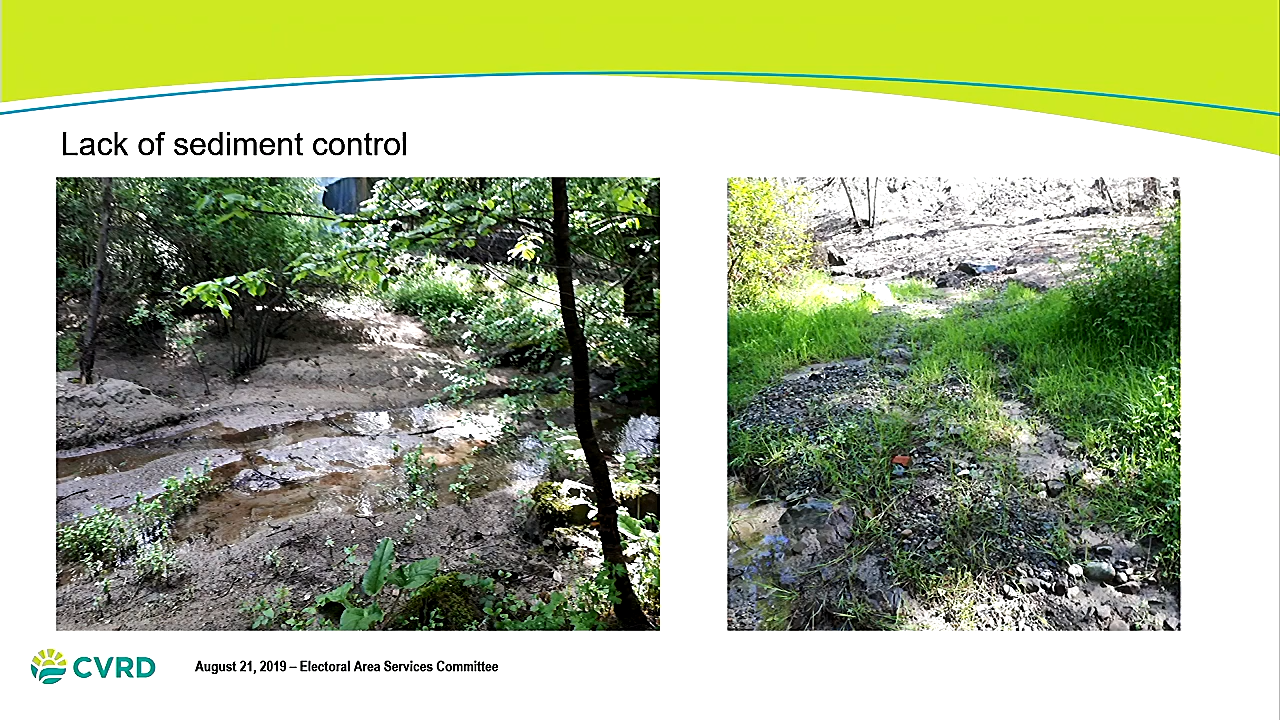 Lack of sediment control
CVRD
August 21, 2019 – Electoral Area Services Committee